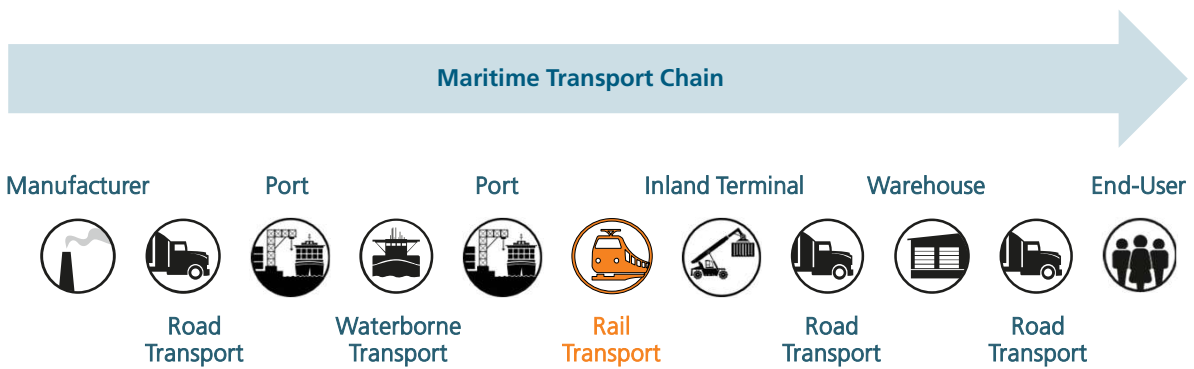 Maritime Transport Chain
Manufacturer
Port
Port
Inland Terminal
Warehouse
End-User
Road
Transport
Waterborne
Transport
Rail
Transport
Road
Transport
Road
Transport